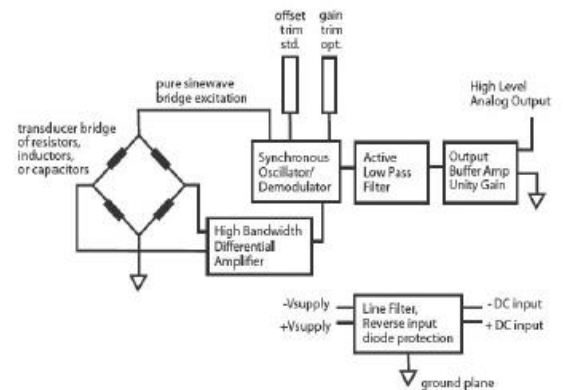 offset
trim
std.
gain
trim
opt.
pure sinewave
bridge excitation
High Level
Analog Output
transducer bridge
of resistors,
inductors,
or capacitors
Synchronous
Oscillator/
Demodulator
Active
Low Pass
Filter
Output
Buffer Amp
Unity Gain
High Bandwidth
Differential
Amplifier
-Vsupply
+Vsupply
Line Filter,
Reverse input
diode protection
- DC input
+ DC input
ground plane